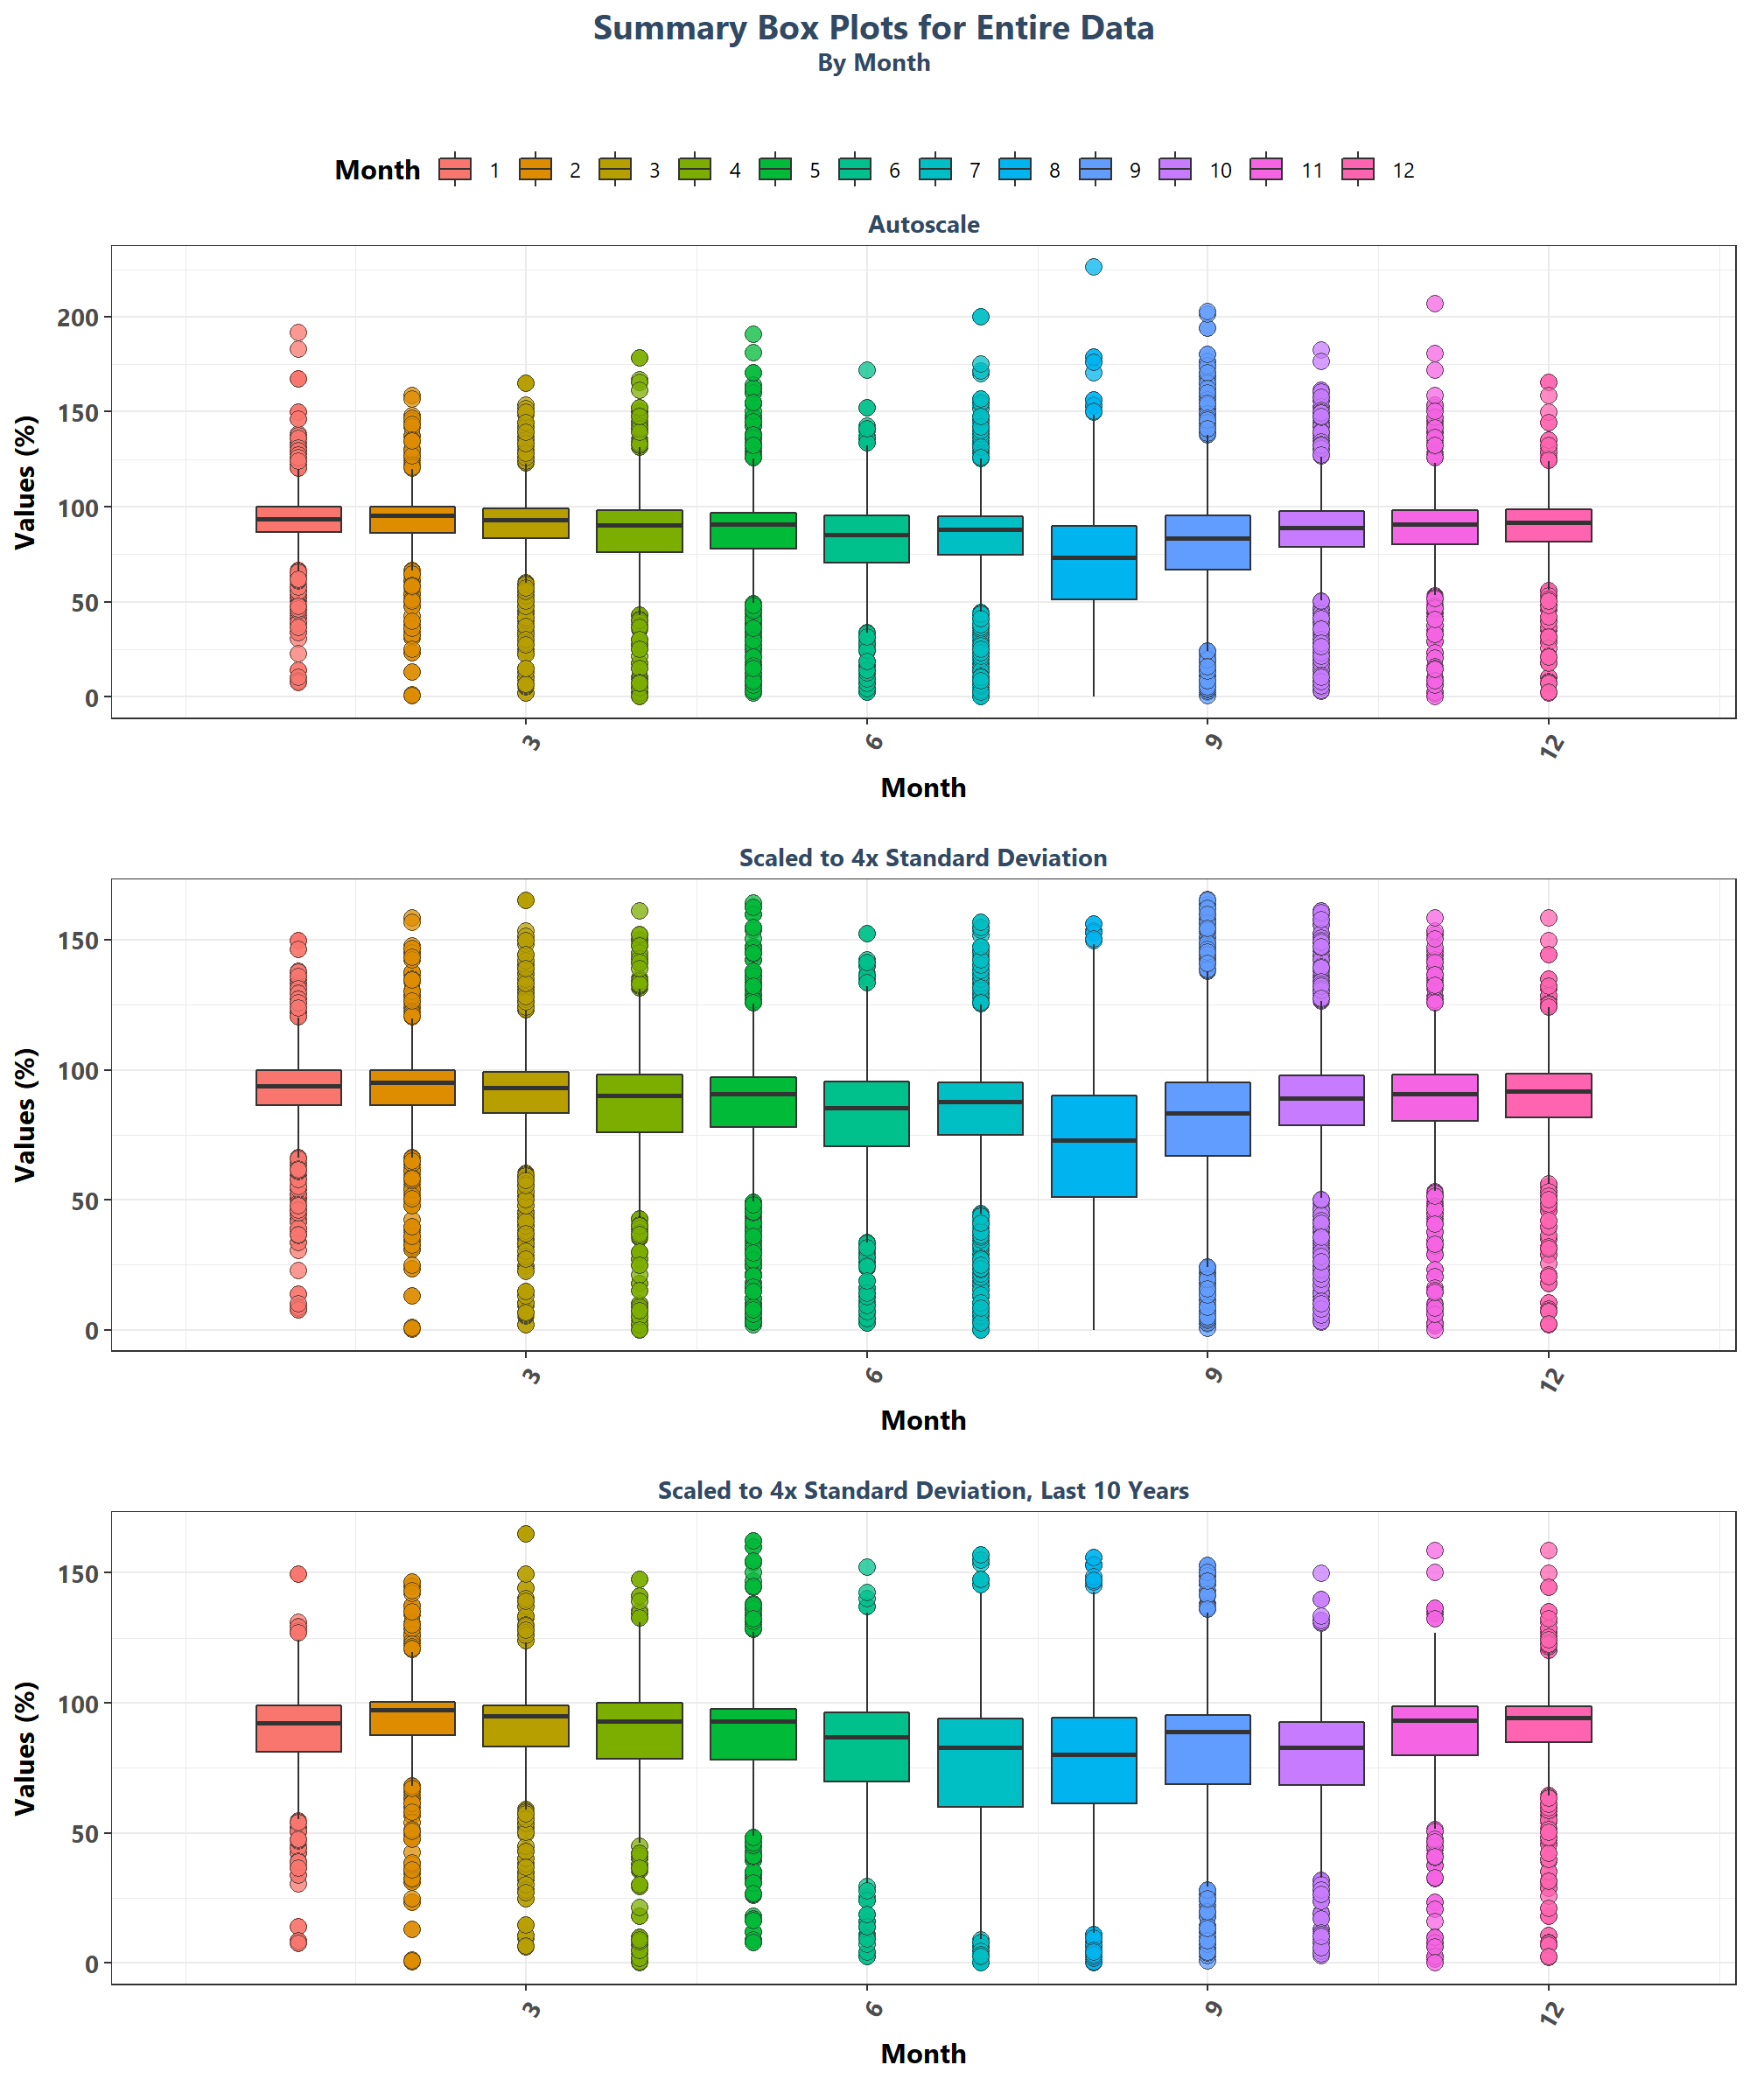 Summary Box Plots for Entire Data
By Month
Month 1 2 3 4 5 6 7 8 9 10 11 12
Autoscale
Values (%)
200
150
100
50
0
3 6 9 12
Month
Scaled to 4x Standard Deviation
Values (%)
150
100
50
0
3 6 9 12
Month
Scaled to 4x Standard Deviation, Last 10 Years
Values (%)
150
100
50
0
3 6 9 12
Month